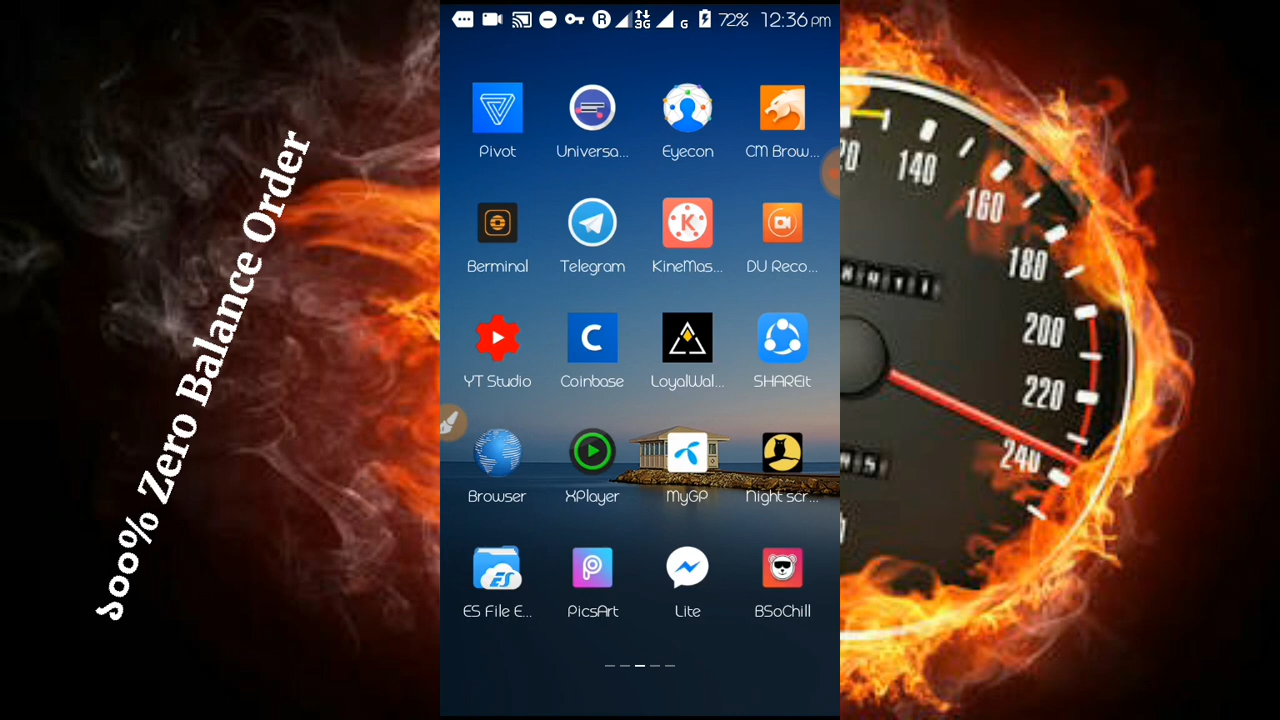 ১০০% Zero Balance Order
R 3G G 72% 12:36 PM
Pivot Universa... Eyecon CM Brow...
Berminal Telegram KineMas... DU Reco...
YT Studio Coinbase LoyalWal... SHAREit
Browser XPlayer MyGP Night scr...
ES File E... PicsArt Lite BSoChill
140
160
180
200
220
240